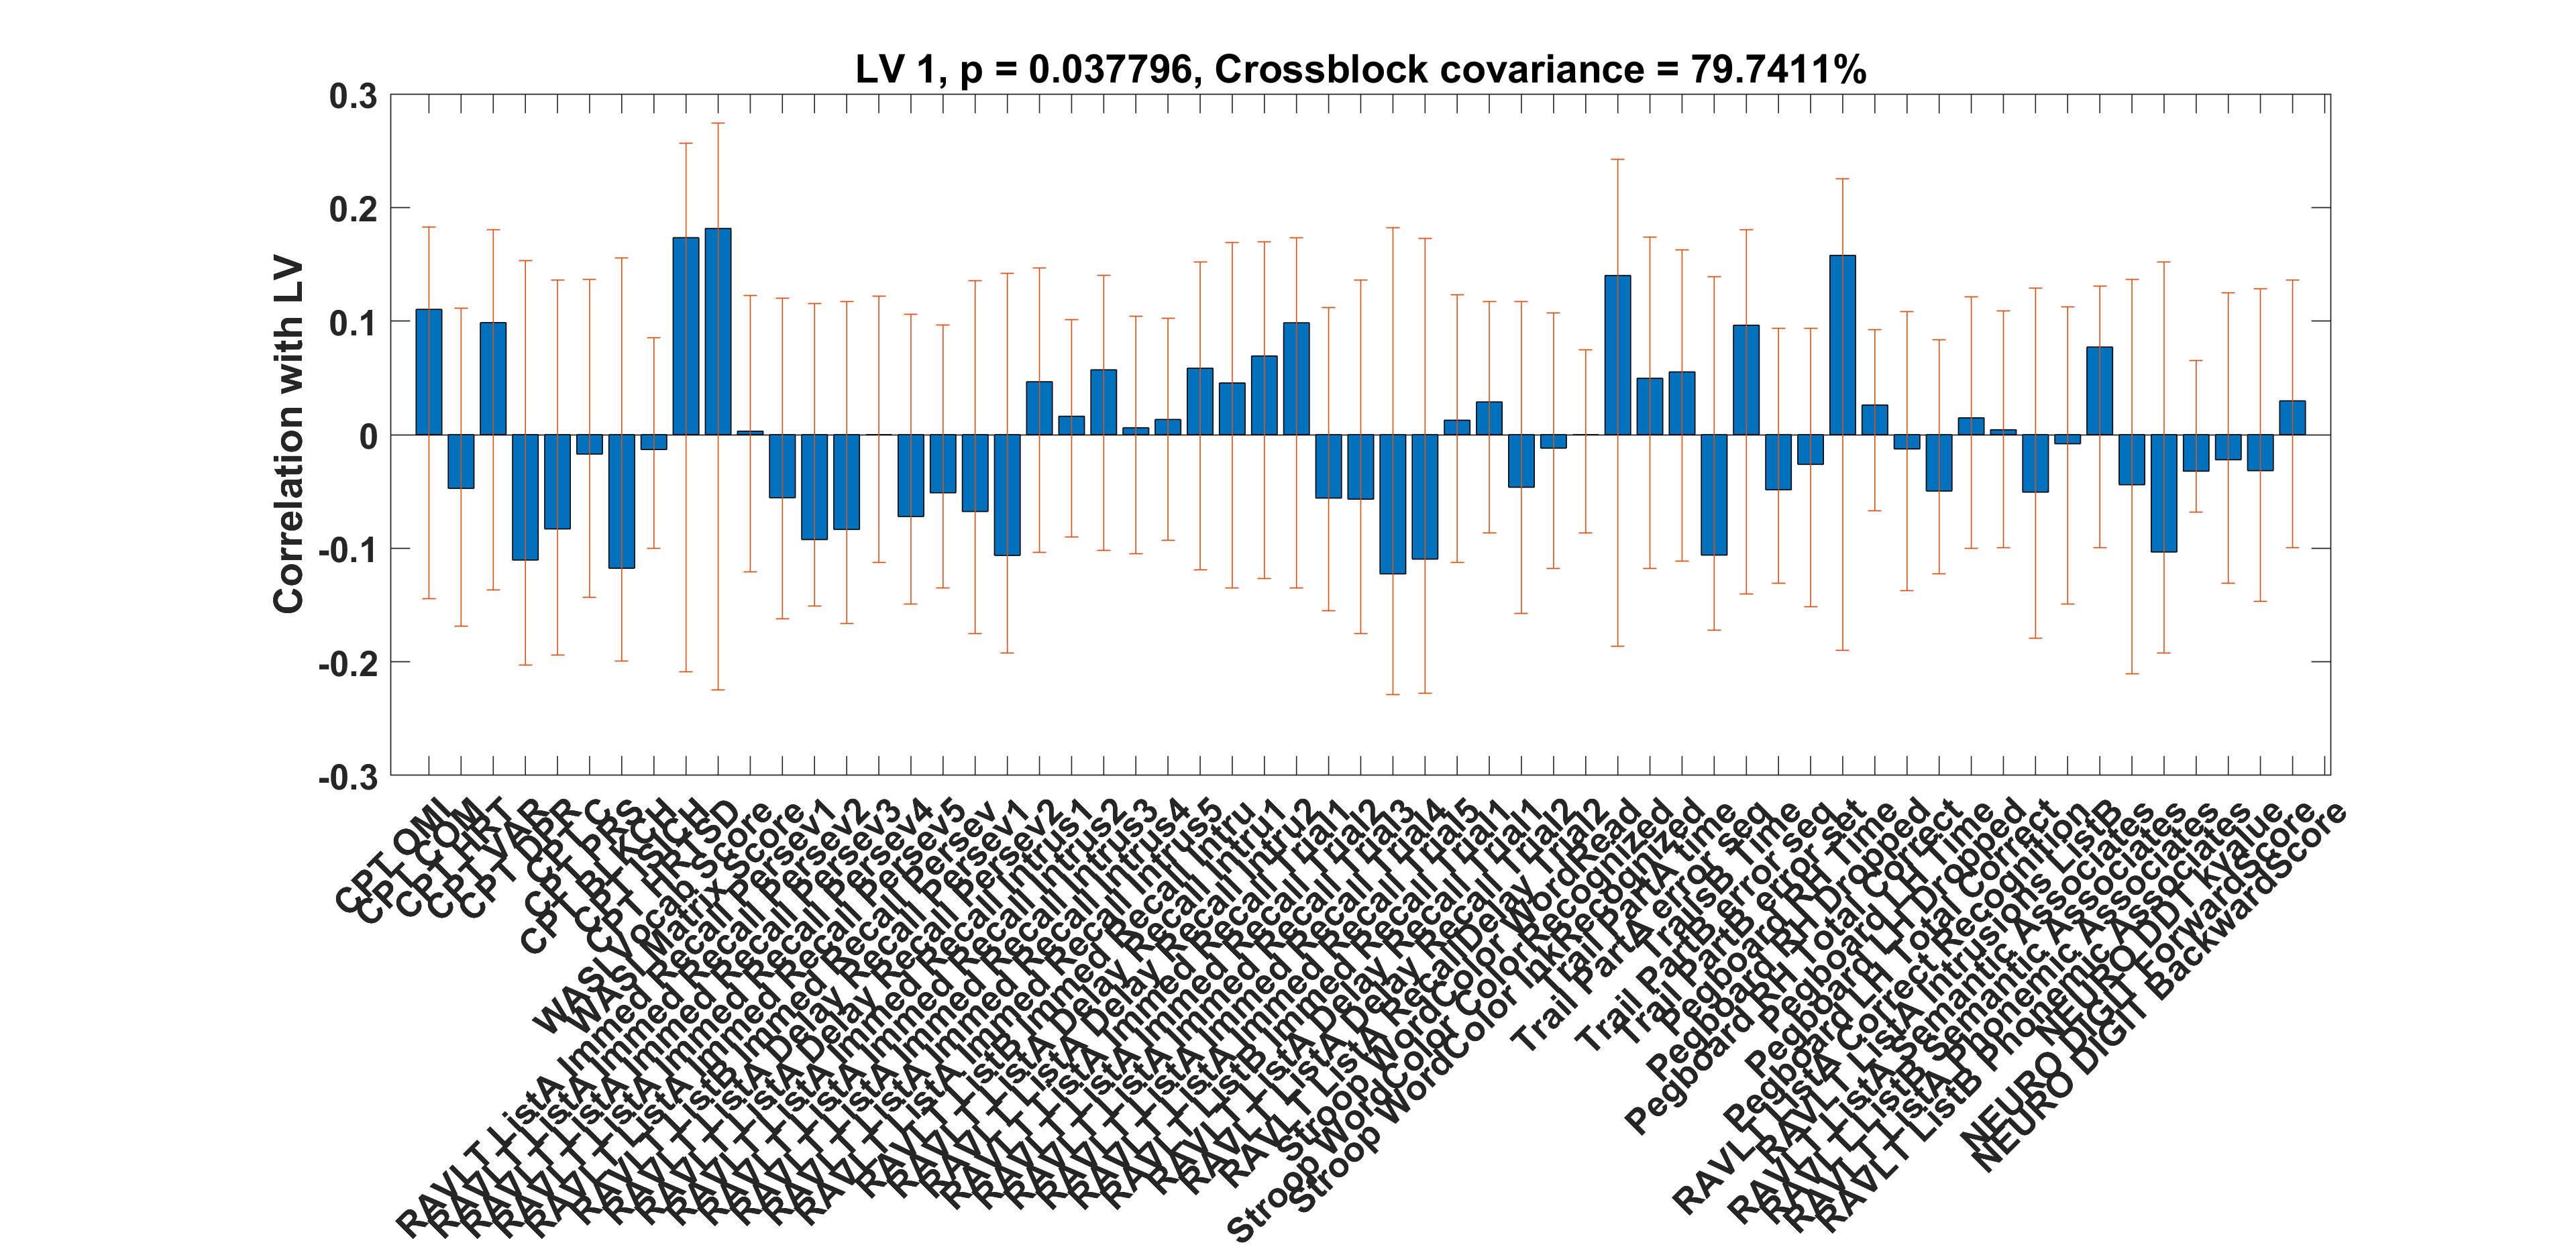 LV 1, p = 0.037796, Crossblock covariance = 79.7411%
Correlation with LV
0.3
0.2
0.1
0
-0.1
-0.2
-0.3
CPT OMI
CPT COM
CPT HRT
CPT VAR
CPT DPR
CPT C
CPT PRS
CPT BLKCH
CPT ISICH
CPT HRTSD
WASI Vocab Score
WASI Matrix Score
RAVLT ListA Immed Recall Persev1
RAVLT ListA Immed Recall Persev2
RAVLT ListA Immed Recall Persev3
RAVLT ListA Immed Recall Persev4
RAVLT ListA Immed Recall Persev5
RAVLT ListB Immed Recall Persev
RAVLT ListA Delay Recall Persev1
RAVLT ListA Delay Recall Persev2
RAVLT ListA Immed Recall Intrus1
RAVLT ListA Immed Recall Intrus2
RAVLT ListA Immed Recall Intrus3
RAVLT ListA Immed Recall Intrus4
RAVLT ListA Immed Recall Intrus5
RAVLT ListB Immed Recall Intru
RAVLT ListA Delay Recall Intru1
RAVLT ListA Delay Recall Intru2
RAVLT ListA Immed Recall Trial1
RAVLT ListA Immed Recall Trial2
RAVLT ListA Immed Recall Trial3
RAVLT ListA Immed Recall Trial4
RAVLT ListA Immed Recall Trial5
RAVLT ListB Immed Recall Trial1
RAVLT ListA Delay Recall Trial1
RAVLT ListA Delay Recall Trial2
RAVLT ListA RecallDelay Trial2
Stroop WordColor WordRead
Stroop WordColor ColorRecognized
Stroop WordColor InkRecognized
Trail PartA time
Trail PartA error seq
TrailsB Time
Trail PartB error seq
Trail PartB error set
Pegboard RH Time
Pegboard RH Dropped
Pegboard RH Total Correct
Pegboard LH Time
Pegboard LH Dropped
Pegboard LH Total Correct
RAVLT ListA Correct Recognition
RAVLT ListA Intrusions ListB
RAVLT ListA Semantic Associates
RAVLT ListB Semantic Associates
RAVLT ListA Phonemic Associates
RAVLT ListB Phonemic Associates
NEURO DDT kvalue
NEURO DIGIT ForwardScore
NEURO DIGIT BackwardScore